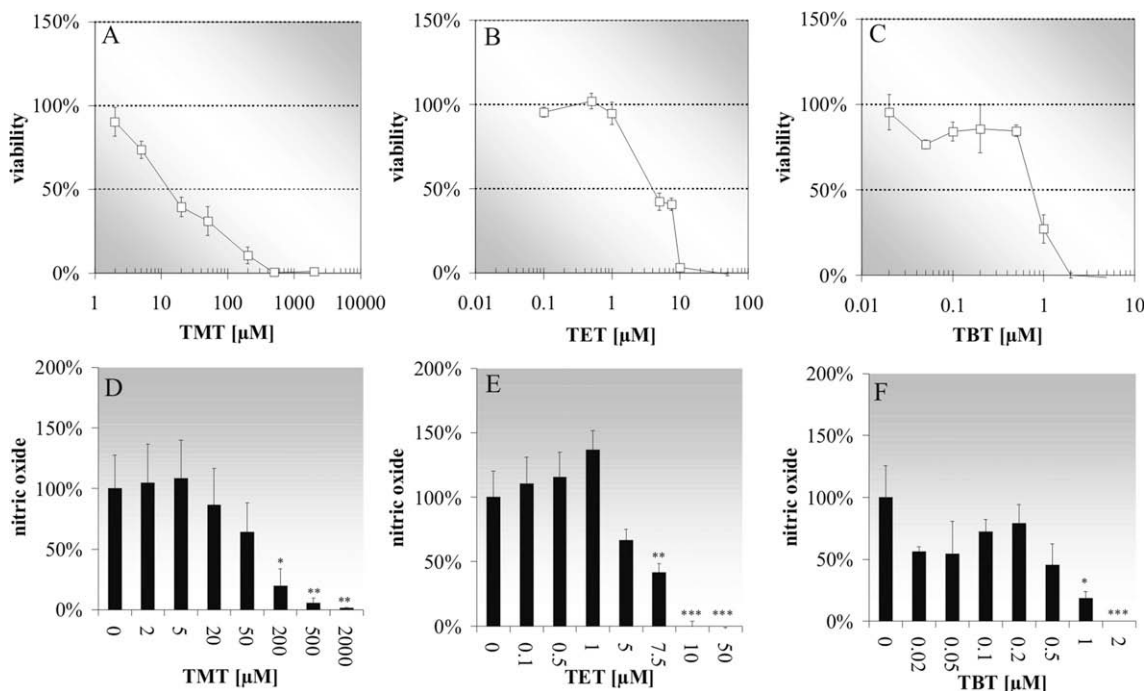 A
150%
100%
50%
0%
viability
1 10 100 1000 10000
TMT [µM]
B
150%
100%
50%
0%
viability
0.01 0.1 1 10 100
TET [µM]
C
150%
100%
50%
0%
viability
0.01 0.1 1 10
TBT [µM]
D
200%
150%
100%
50%
0%
nitric oxide
* ** **
0 2 5 20 50 200 500 2000
TMT [µM]
E
200%
150%
100%
50%
0%
nitric oxide
** *** ***
0 0.1 0.5 1 5 7.5 10 50
TET [µM]
F
200%
150%
100%
50%
0%
nitric oxide
* ***
0 0.02 0.05 0.1 0.2 0.5 1 2
TBT [µM]